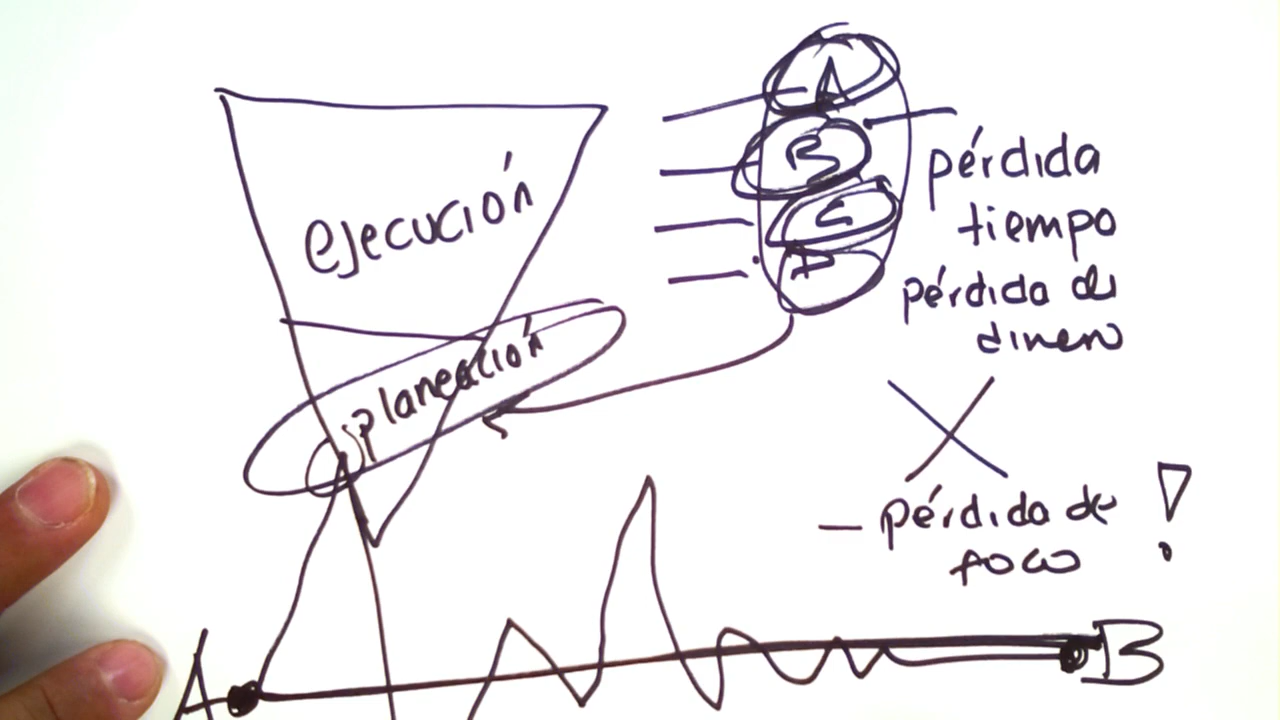 ejecución
planeación
A
B
C
D
pérdida
tiempo
pérdida de
dinero
- pérdida de !
foco
A
B